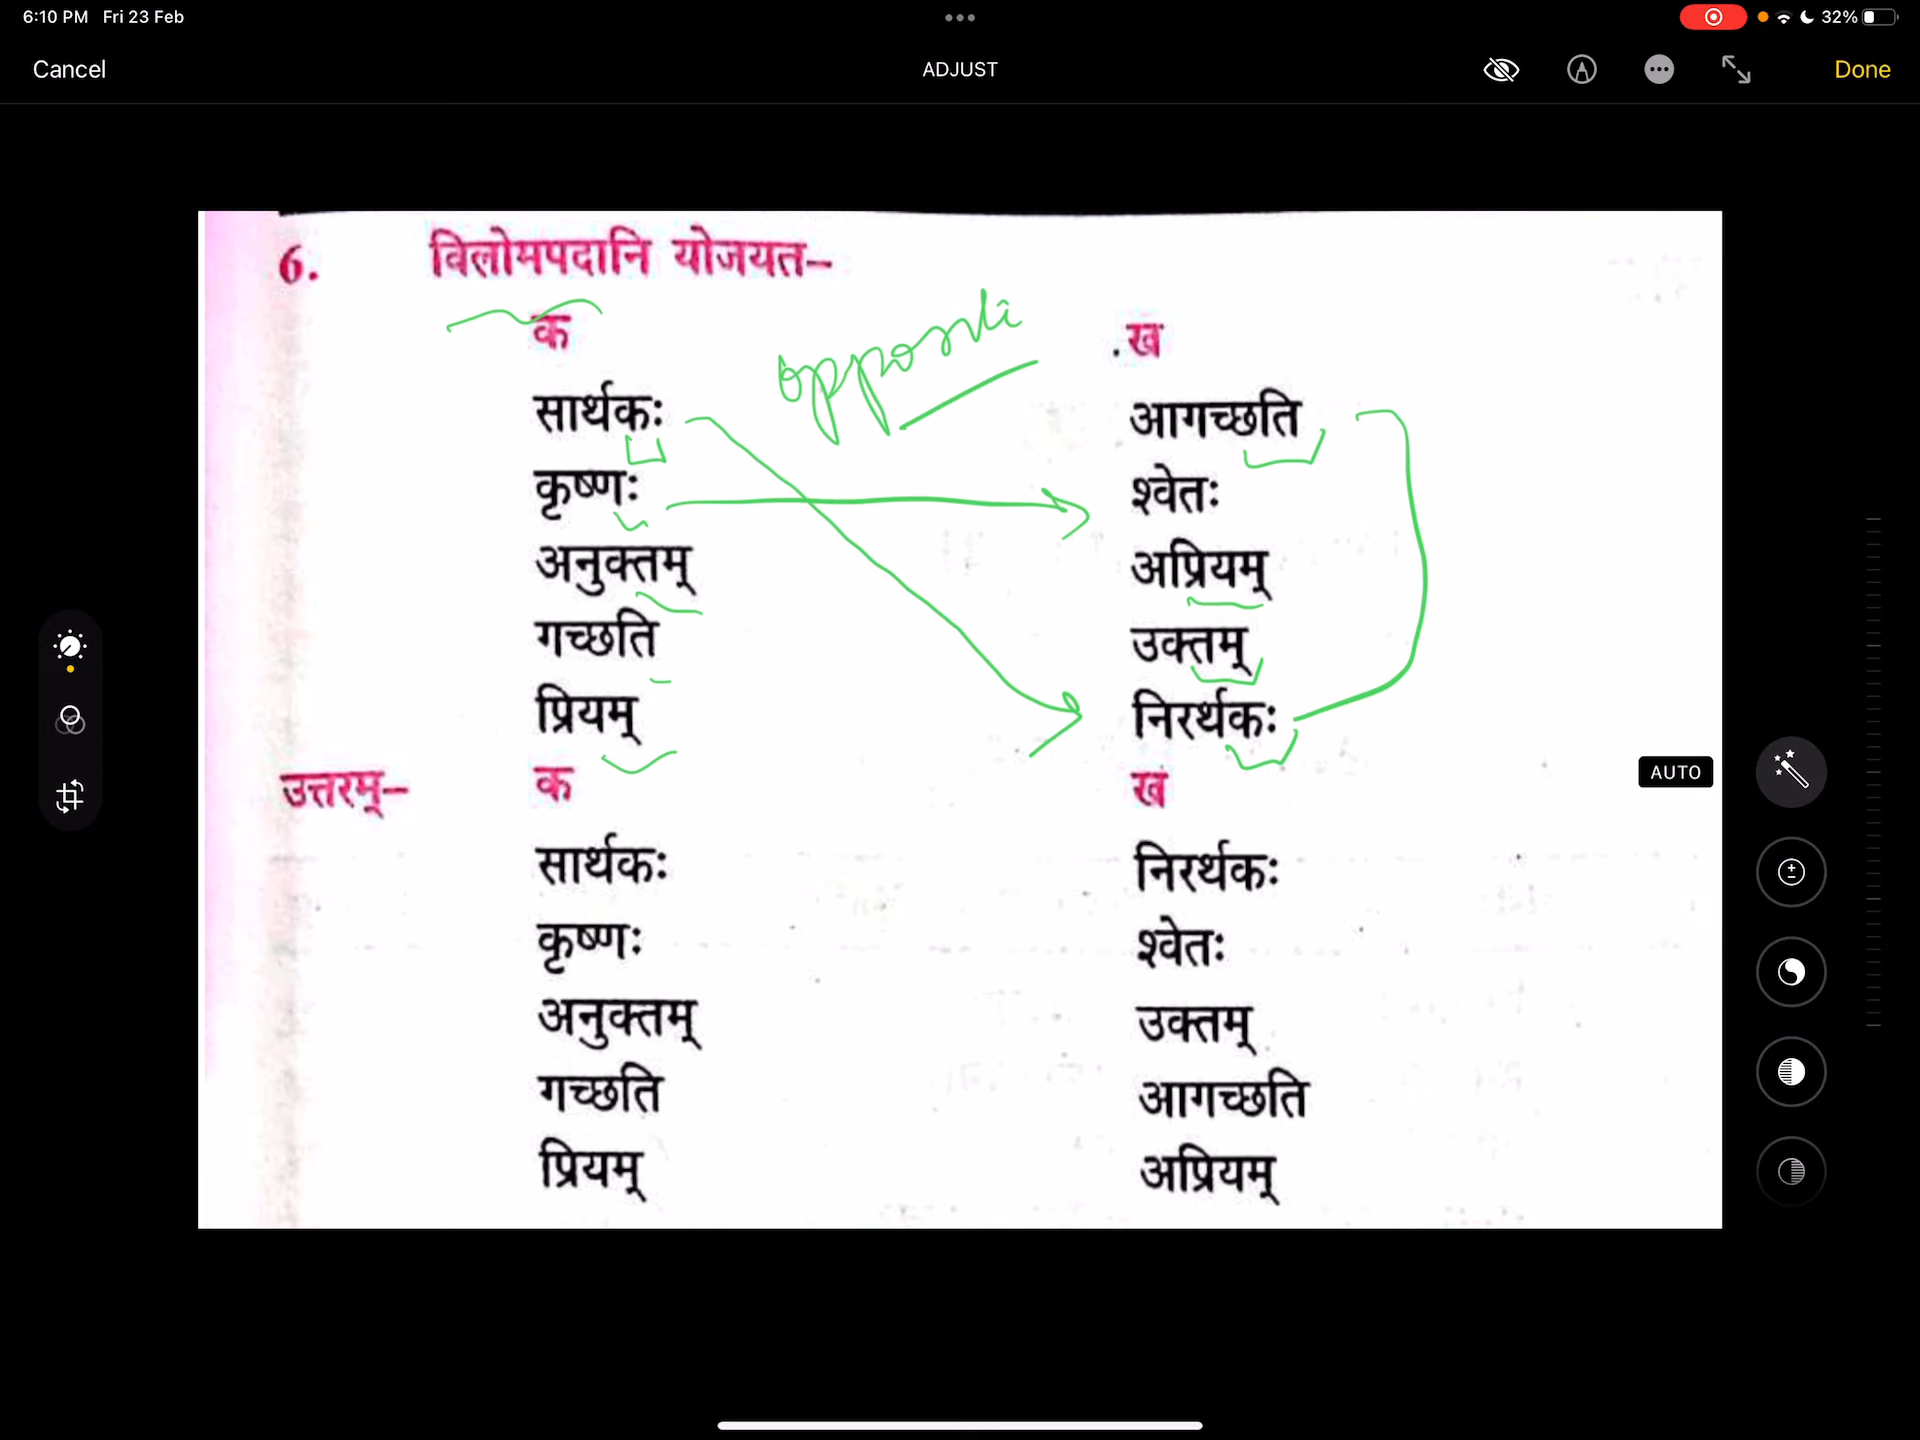 6:10 PM Fri 23 Feb 32%
Cancel ADJUST Done
6. विलोमपदानि योजयत–
क .ख
सार्थकः आगच्छति
कृष्णः श्वेतः
अनुक्तम् अप्रियम्
गच्छति उक्तम्
प्रियम् निरर्थकः
उत्तरम्– क ख
AUTO
सार्थकः निरर्थकः
कृष्णः श्वेतः
अनुक्तम् उक्तम्
गच्छति आगच्छति
प्रियम् अप्रियम्